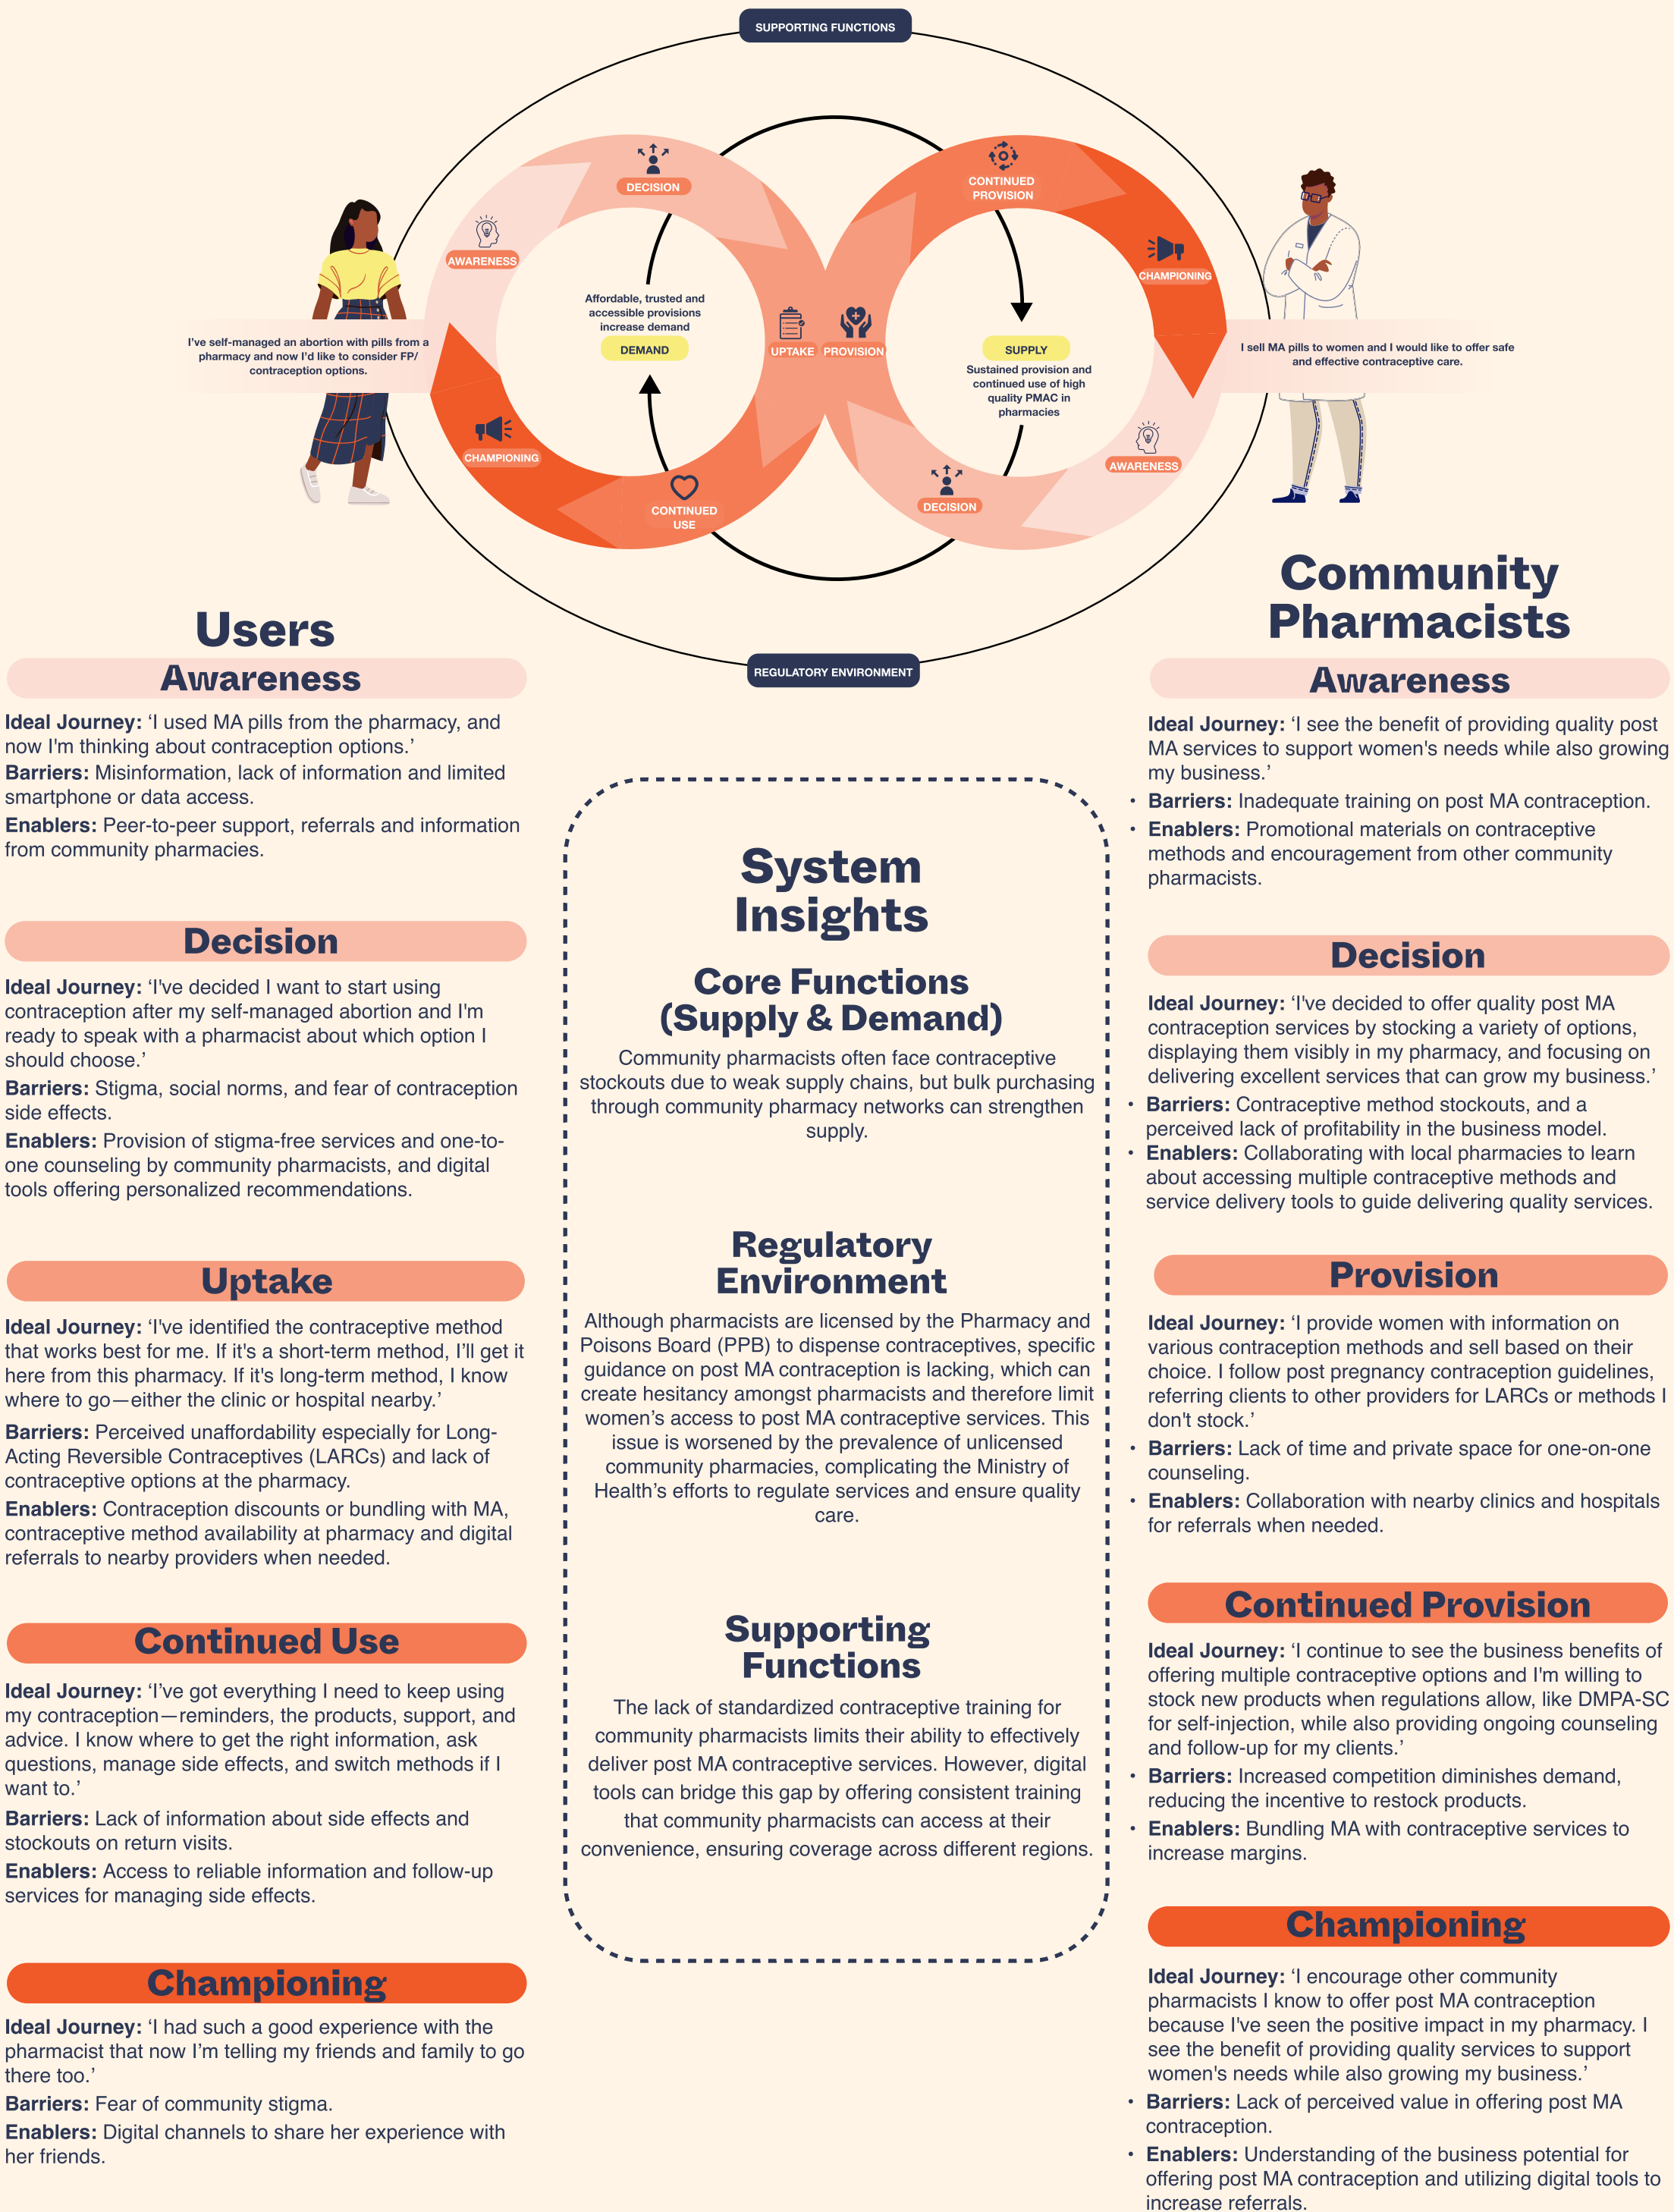 SUPPORTING FUNCTIONS
DECISION
AWARENESS
CONTINUED
PROVISION
CHAMPIONING
Affordable, trusted and
accessible provisions
increase demand
DEMAND
UPTAKE
PROVISION
SUPPLY
Sustained provision and
continued use of high
quality PMAC in
pharmacies
I've self-managed an abortion with pills from a
pharmacy and now I'd like to consider FP/
contraception options.
I sell MA pills to women and I would like to offer safe
and effective contraceptive care.
CHAMPIONING
CONTINUED
USE
DECISION
AWARENESS
REGULATORY ENVIRONMENT
Users
Awareness
Ideal Journey: ‘I used MA pills from the pharmacy, and
now I'm thinking about contraception options.’
Barriers: Misinformation, lack of information and limited
smartphone or data access.
Enablers: Peer-to-peer support, referrals and information
from community pharmacies.
Decision
Ideal Journey: ‘I've decided I want to start using
contraception after my self-managed abortion and I'm
ready to speak with a pharmacist about which option I
should choose.’
Barriers: Stigma, social norms, and fear of contraception
side effects.
Enablers: Provision of stigma-free services and one-to-
one counseling by community pharmacists, and digital
tools offering personalized recommendations.
Uptake
Ideal Journey: ‘I've identified the contraceptive method
that works best for me. If it's a short-term method, I’ll get it
here from this pharmacy. If it's long-term method, I know
where to go—either the clinic or hospital nearby.’
Barriers: Perceived unaffordability especially for Long-
Acting Reversible Contraceptives (LARCs) and lack of
contraceptive options at the pharmacy.
Enablers: Contraception discounts or bundling with MA,
contraceptive method availability at pharmacy and digital
referrals to nearby providers when needed.
Continued Use
Ideal Journey: ‘I’ve got everything I need to keep using
my contraception—reminders, the products, support, and
advice. I know where to get the right information, ask
questions, manage side effects, and switch methods if I
want to.’
Barriers: Lack of information about side effects and
stockouts on return visits.
Enablers: Access to reliable information and follow-up
services for managing side effects.
Championing
Ideal Journey: ‘I had such a good experience with the
pharmacist that now I’m telling my friends and family to go
there too.’
Barriers: Fear of community stigma.
Enablers: Digital channels to share her experience with
her friends.
System
Insights
Core Functions
(Supply & Demand)
Community pharmacists often face contraceptive
stockouts due to weak supply chains, but bulk purchasing
through community pharmacy networks can strengthen
supply.
Regulatory
Environment
Although pharmacists are licensed by the Pharmacy and
Poisons Board (PPB) to dispense contraceptives, specific
guidance on post MA contraception is lacking, which can
create hesitancy amongst pharmacists and therefore limit
women’s access to post MA contraceptive services. This
issue is worsened by the prevalence of unlicensed
community pharmacies, complicating the Ministry of
Health’s efforts to regulate services and ensure quality
care.
Supporting
Functions
The lack of standardized contraceptive training for
community pharmacists limits their ability to effectively
deliver post MA contraceptive services. However, digital
tools can bridge this gap by offering consistent training
that community pharmacists can access at their
convenience, ensuring coverage across different regions.
Community
Pharmacists
Awareness
Ideal Journey: ‘I see the benefit of providing quality post
MA services to support women's needs while also growing
my business.’
• Barriers: Inadequate training on post MA contraception.
• Enablers: Promotional materials on contraceptive
methods and encouragement from other community
pharmacists.
Decision
Ideal Journey: ‘I've decided to offer quality post MA
contraception services by stocking a variety of options,
displaying them visibly in my pharmacy, and focusing on
delivering excellent services that can grow my business.’
• Barriers: Contraceptive method stockouts, and a
perceived lack of profitability in the business model.
• Enablers: Collaborating with local pharmacies to learn
about accessing multiple contraceptive methods and
service delivery tools to guide delivering quality services.
Provision
Ideal Journey: ‘I provide women with information on
various contraception methods and sell based on their
choice. I follow post pregnancy contraception guidelines,
referring clients to other providers for LARCs or methods I
don't stock.’
• Barriers: Lack of time and private space for one-on-one
counseling.
• Enablers: Collaboration with nearby clinics and hospitals
for referrals when needed.
Continued Provision
Ideal Journey: ‘I continue to see the business benefits of
offering multiple contraceptive options and I'm willing to
stock new products when regulations allow, like DMPA-SC
for self-injection, while also providing ongoing counseling
and follow-up for my clients.’
• Barriers: Increased competition diminishes demand,
reducing the incentive to restock products.
• Enablers: Bundling MA with contraceptive services to
increase margins.
Championing
Ideal Journey: ‘I encourage other community
pharmacists I know to offer post MA contraception
because I've seen the positive impact in my pharmacy. I
see the benefit of providing quality services to support
women's needs while also growing my business.’
• Barriers: Lack of perceived value in offering post MA
contraception.
• Enablers: Understanding of the business potential for
offering post MA contraception and utilizing digital tools to
increase referrals.